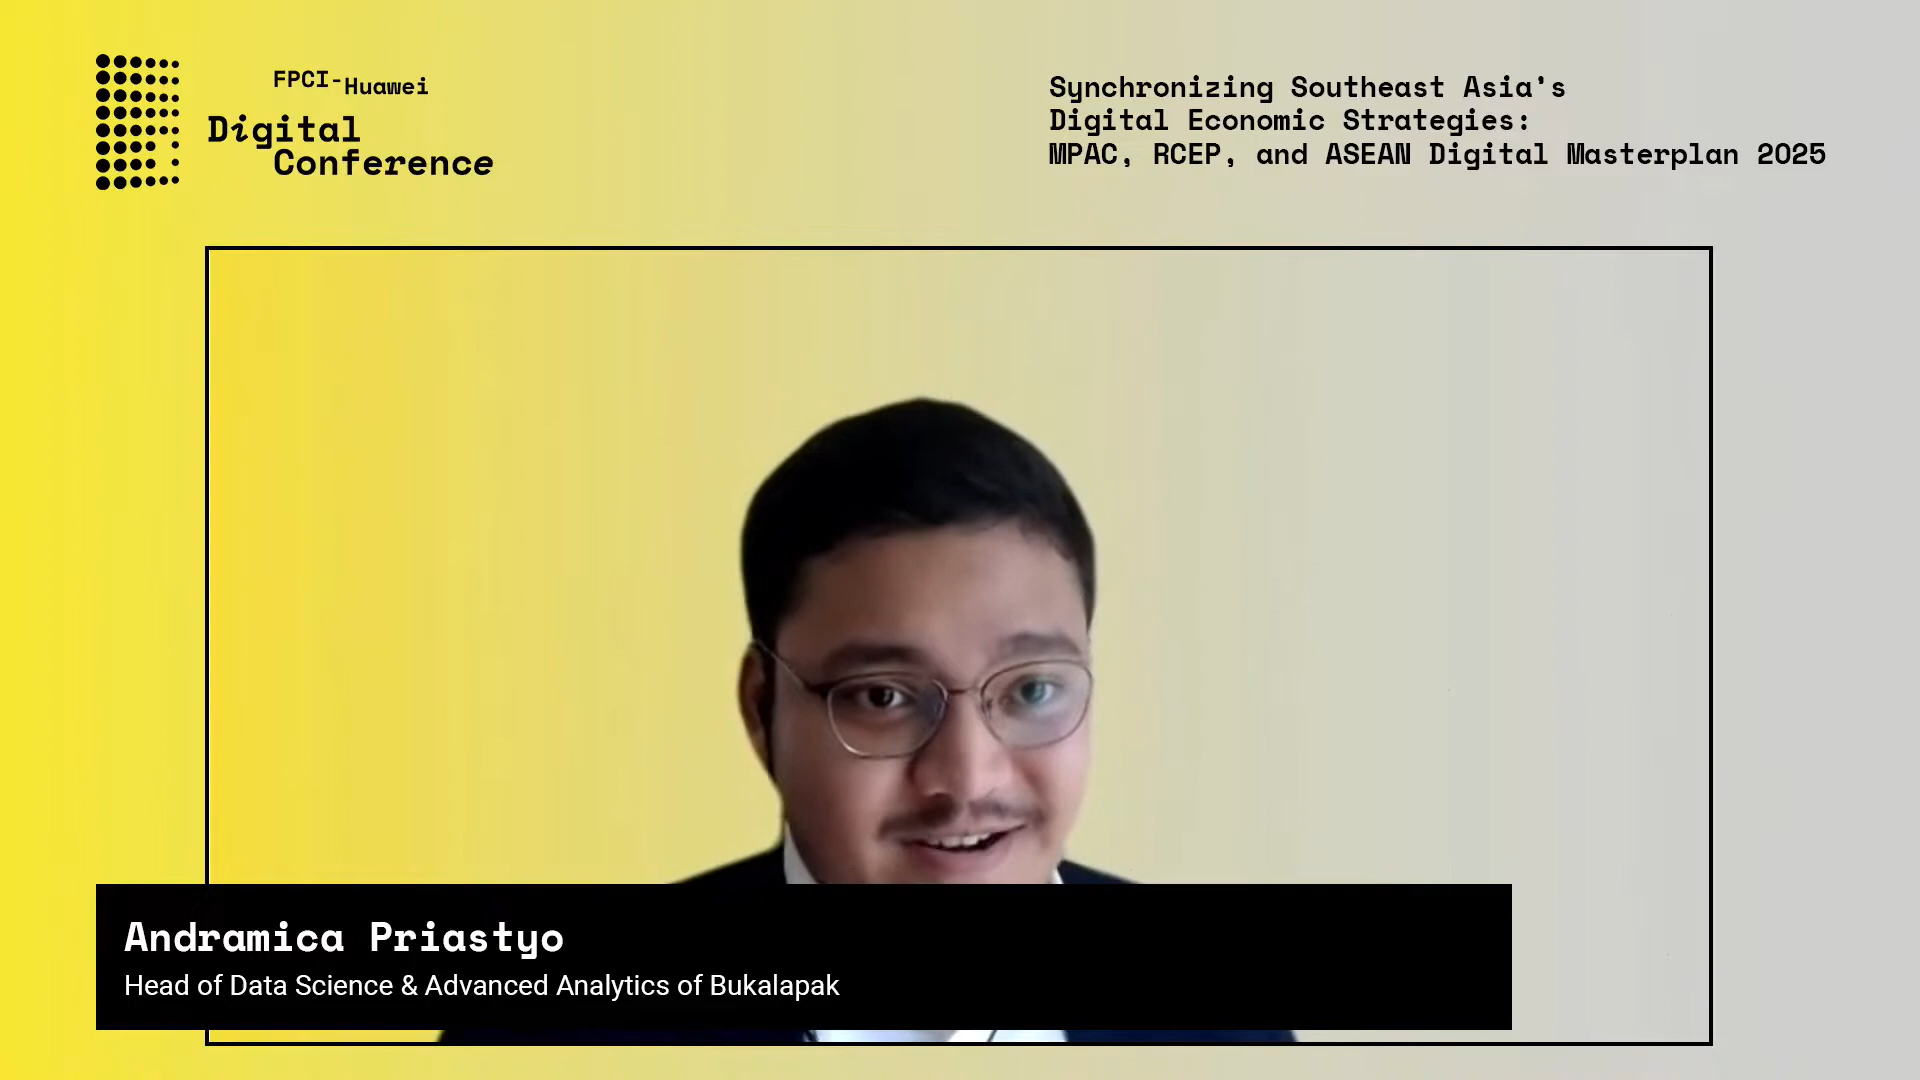 FPCI-Huawei
Digital
Conference
Synchronizing Southeast Asia's
Digital Economic Strategies:
MPAC, RCEP, and ASEAN Digital Masterplan 2025
Andramica Priastyo
Head of Data Science & Advanced Analytics of Bukalapak